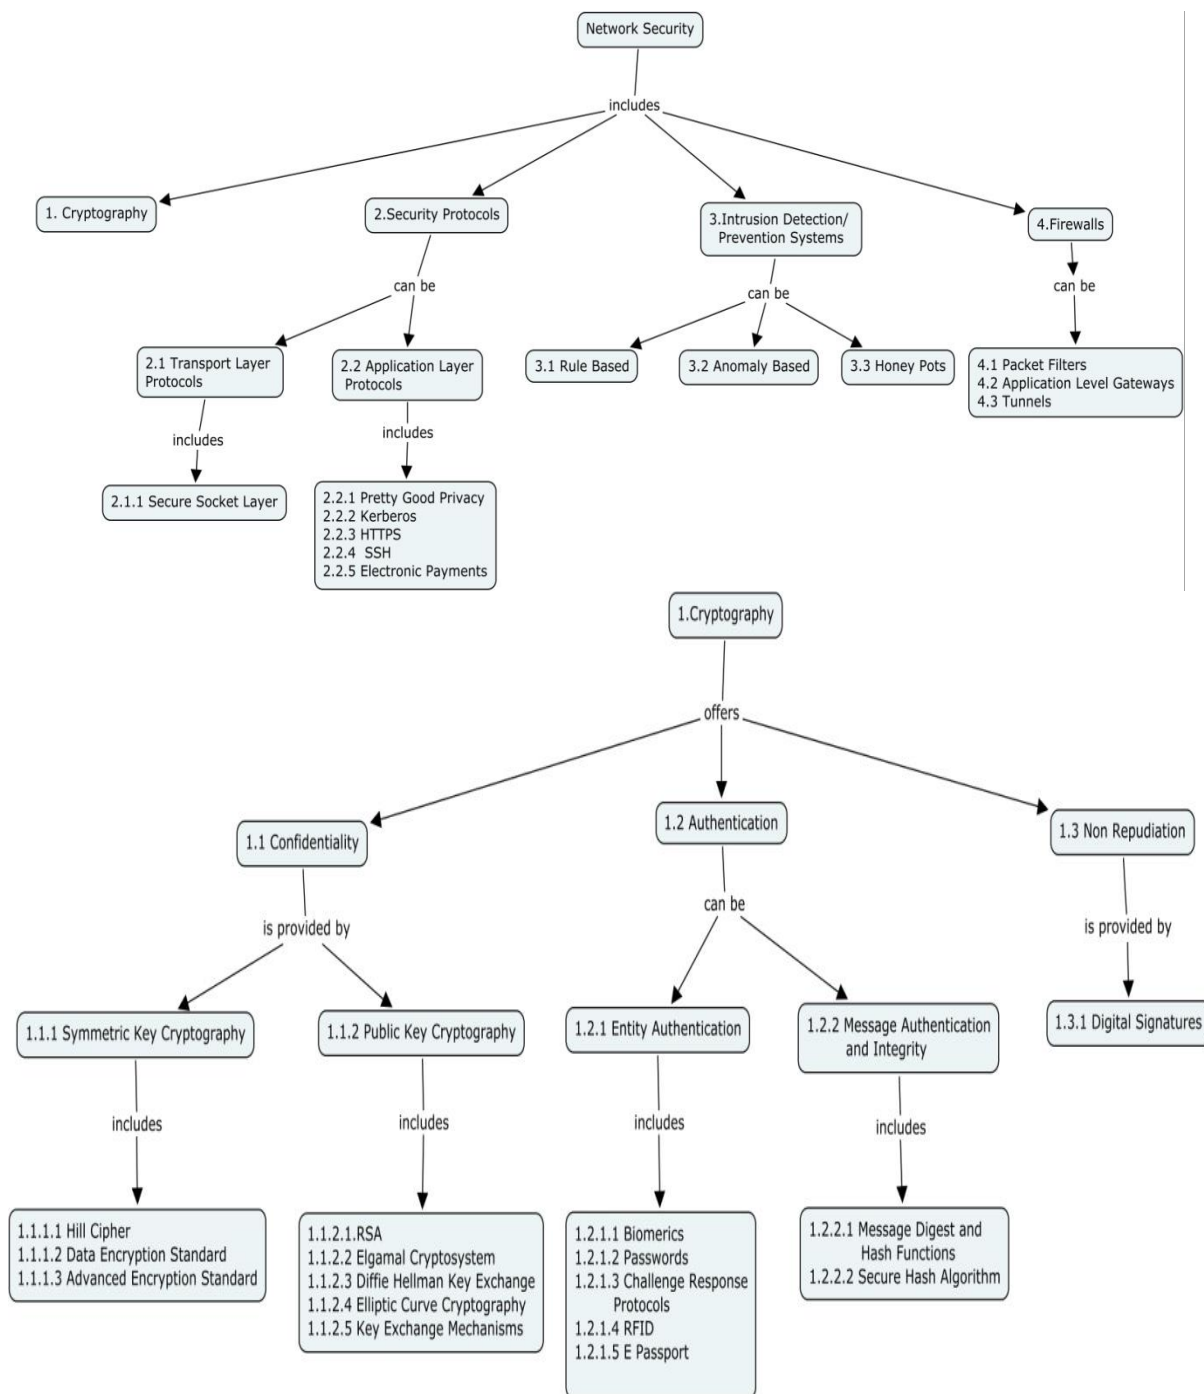 Network Security
includes
1. Cryptography
2.Security Protocols
3.Intrusion Detection/
Prevention Systems
4.Firewalls
can be
can be
can be
2.1 Transport Layer
Protocols
2.2 Application Layer
Protocols
3.1 Rule Based
3.2 Anomaly Based
3.3 Honey Pots
4.1 Packet Filters
4.2 Application Level Gateways
4.3 Tunnels
includes
includes
2.1.1 Secure Socket Layer
2.2.1 Pretty Good Privacy
2.2.2 Kerberos
2.2.3 HTTPS
2.2.4 SSH
2.2.5 Electronic Payments
1.Cryptography
offers
1.1 Confidentiality
1.2 Authentication
1.3 Non Repudiation
is provided by
can be
is provided by
1.1.1 Symmetric Key Cryptography
1.1.2 Public Key Cryptography
1.2.1 Entity Authentication
1.2.2 Message Authentication
and Integrity
1.3.1 Digital Signatures
includes
includes
includes
includes
1.1.1.1 Hill Cipher
1.1.1.2 Data Encryption Standard
1.1.1.3 Advanced Encryption Standard
1.1.2.1.RSA
1.1.2.2 Elgamal Cryptosystem
1.1.2.3 Diffie Hellman Key Exchange
1.1.2.4 Elliptic Curve Cryptography
1.1.2.5 Key Exchange Mechanisms
1.2.1.1 Biomerics
1.2.1.2 Passwords
1.2.1.3 Challenge Response
Protocols
1.2.1.4 RFID
1.2.1.5 E Passport
1.2.2.1 Message Digest and
Hash Functions
1.2.2.2 Secure Hash Algorithm